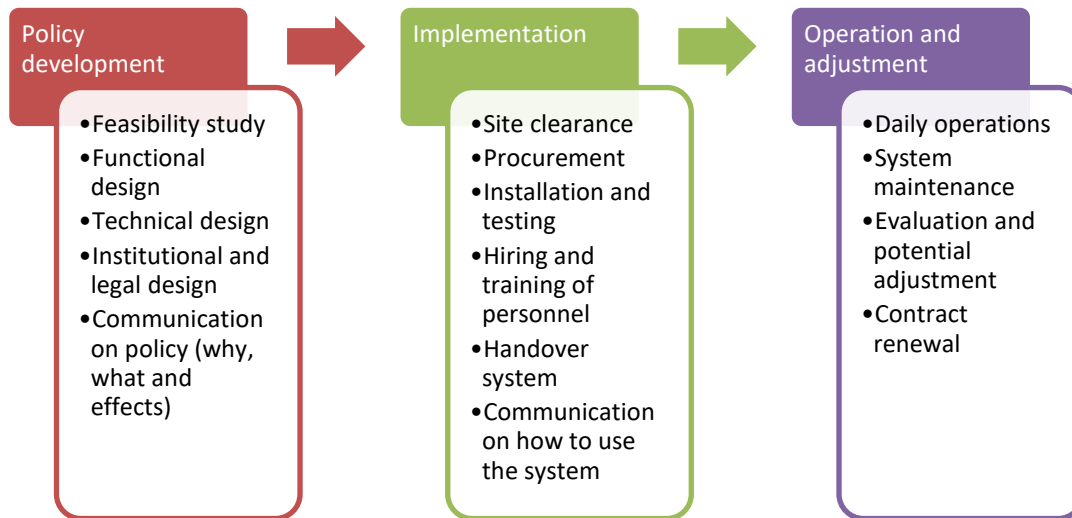 Policy
development
•Feasibility study
•Functional
design
•Technical design
•Institutional and
legal design
•Communication
on policy (why,
what and
effects)
Implementation
•Site clearance
•Procurement
•Installation and
testing
•Hiring and
training of
personnel
•Handover
system
•Communication
on how to use
the system
Operation and
adjustment
•Daily operations
•System
maintenance
•Evaluation and
potential
adjustment
•Contract
renewal